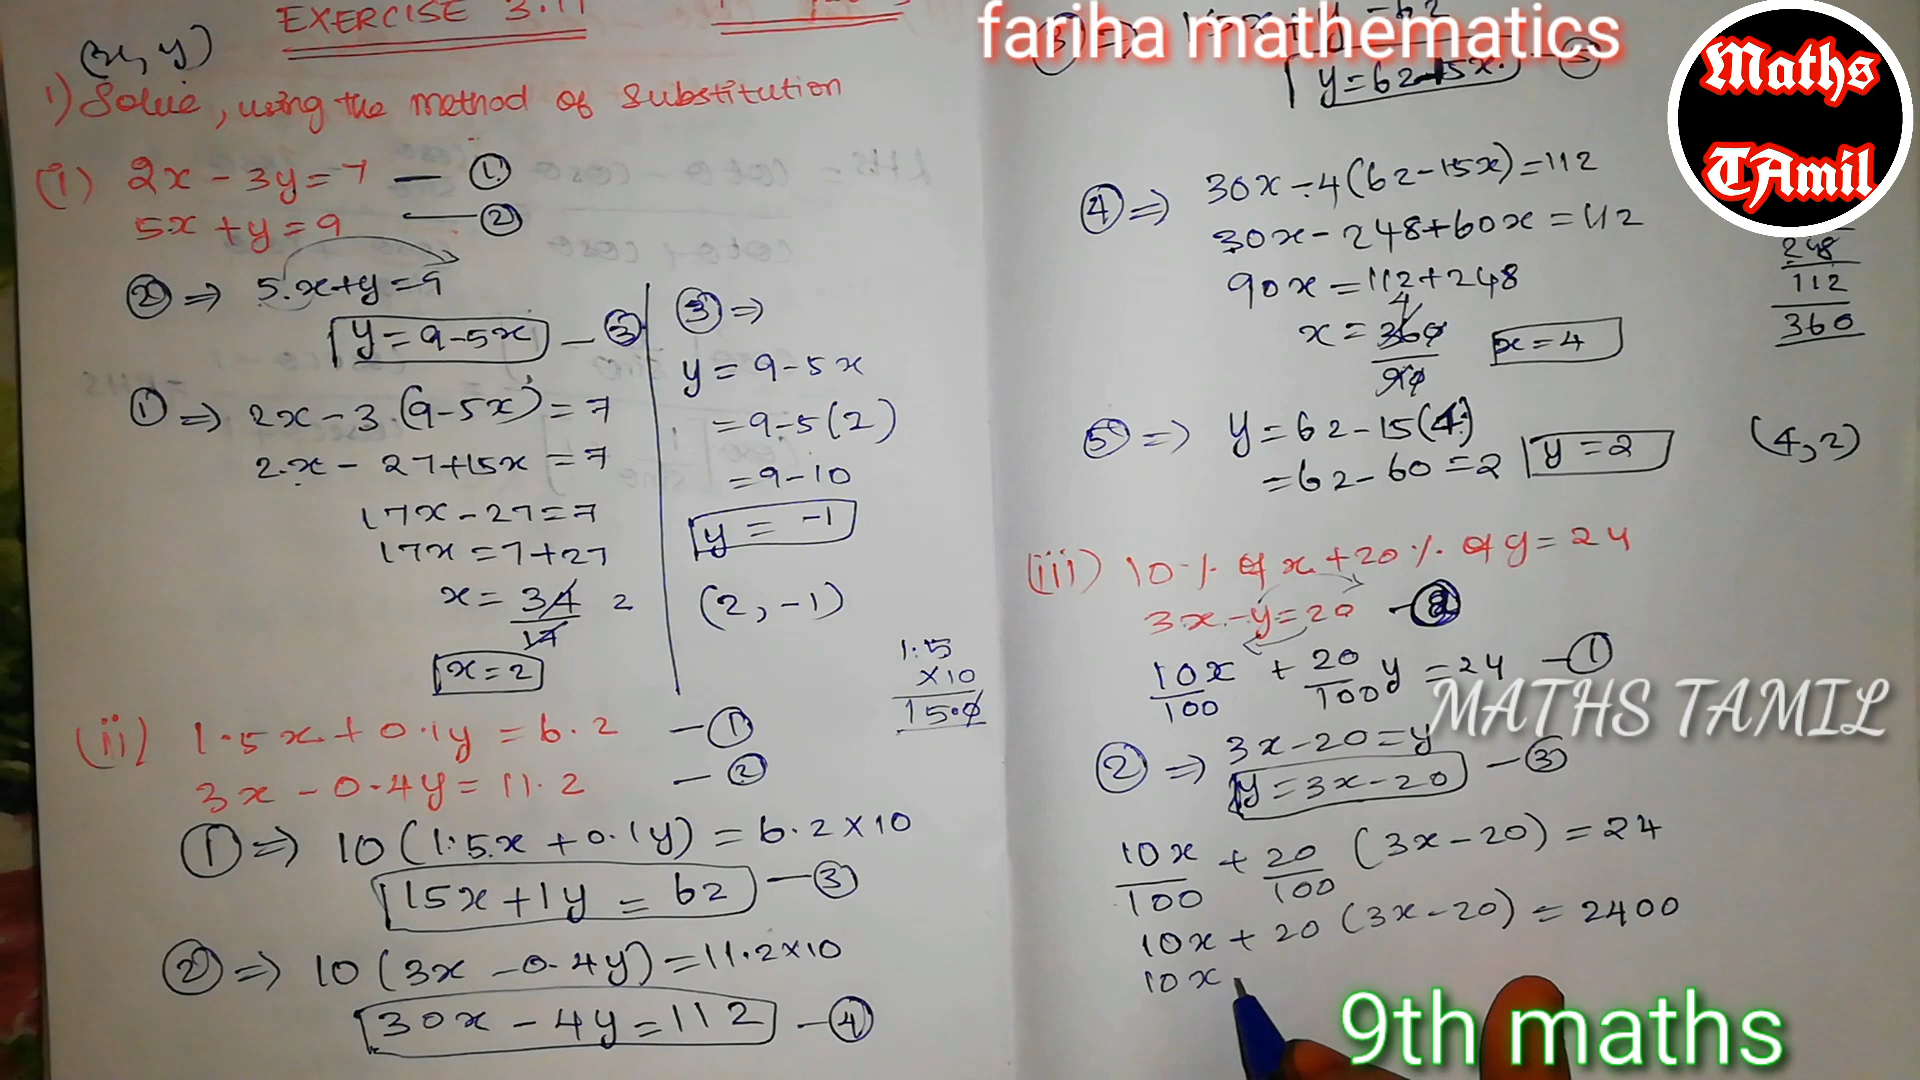 EXERCISE 3.11
(x, y)
1) Solve, using the method of Substitution
(i) 2x - 3y = 7 — ①
5x + y = 9 — ②
② ⇒ 5x + y = 9
y = 9 - 5x — ③
① ⇒ 2x - 3(9 - 5x) = 7
2x - 27 + 15x = 7
17x - 27 = 7
17x = 7 + 27
x = 34/17 2
x = 2
③ ⇒
y = 9 - 5x
= 9 - 5(2)
= 9 - 10
y = -1
(2, -1)
1.5
×10
15.0
(ii) 1.5x + 0.1y = 6.2 — ①
3x - 0.4y = 11.2 — ②
① ⇒ 10(1.5x + 0.1y) = 6.2 × 10
15x + 1y = 62 — ③
② ⇒ 10(3x - 0.4y) = 11.2 × 10
30x - 4y = 112 — ④
fariha mathematics
y = 62 - 15x
Maths
TAmil
④ ⇒ 30x - 4(62 - 15x) = 112
30x - 248 + 60x = 112
90x = 112 + 248
x = 360/90 4
x = 4
248
112
360
⑤ ⇒ y = 62 - 15(4)
= 62 - 60 = 2
y = 2
(4, 2)
(iii) 10% of x + 20% of y = 24
3x - y = 20 — ②
10x/100 + 20/100 y = 24 — ①
MATHS TAMIL
② ⇒ 3x - 20 = y
y = 3x - 20 — ③
10x/100 + 20/100 (3x - 20) = 24
10x + 20 (3x - 20) = 2400
10x
9th maths